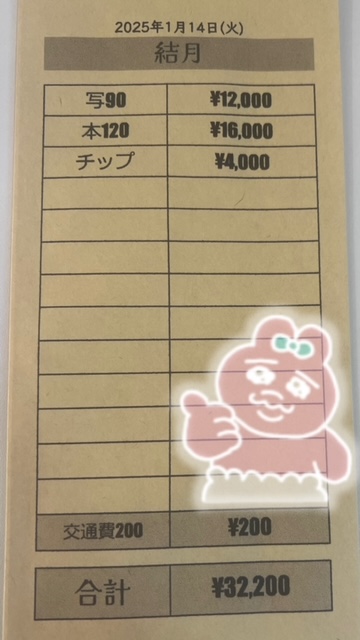 2025年1月14日(火)
結月
写90 ¥12,000
本120 ¥16,000
チップ ¥4,000
交通費200 ¥200
合計 ¥32,200